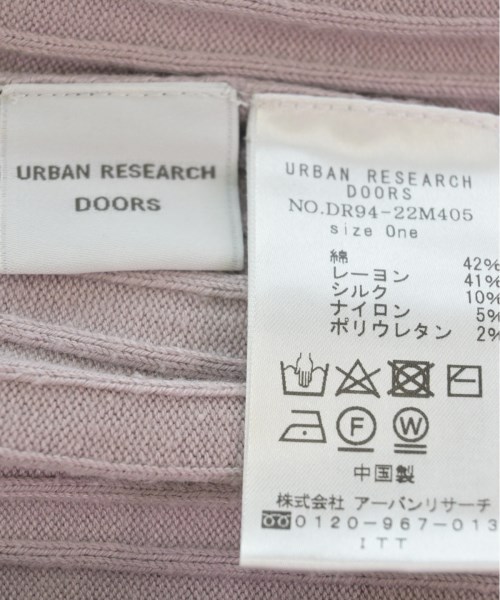 URBAN RESEARCH
DOORS
URBAN RESEARCH
DOORS
NO.DR94-22M405
size One
綿 42%
レーヨン 41%
シルク 10%
ナイロン 5%
ポリウレタン 2%
F W
中国製
株式会社 アーバンリサーチ
0120-967-013
ITT